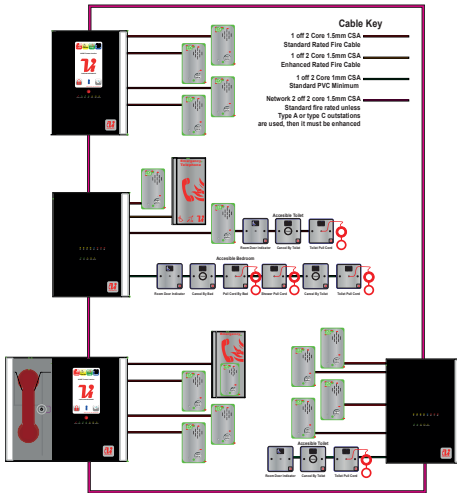 Cable Key
1 off 2 Core 1.5mm CSA
Standard Rated Fire Cable
1 off 2 Core 1.5mm CSA
Enhanced Rated Fire Cable
1 off 2 Core 1mm CSA
Standard PVC Minimum
Network 2 off 2 core 1.5mm CSA
Standard fire rated unless
Type A or type C outstations
are used, then it must be enhanced
Accesible Toilet
Room Door Indicator
Cancel By Toilet
Toilet Pull Cord
Accesible Bedroom
Room Door Indicator
Cancel By Bed
Pull Cord By Bed
Shower Pull Cord
Cancel By Toilet
Toilet Pull Cord
Accesible Toilet
Room Door Indicator
Cancel By Toilet
Toilet Pull Cord